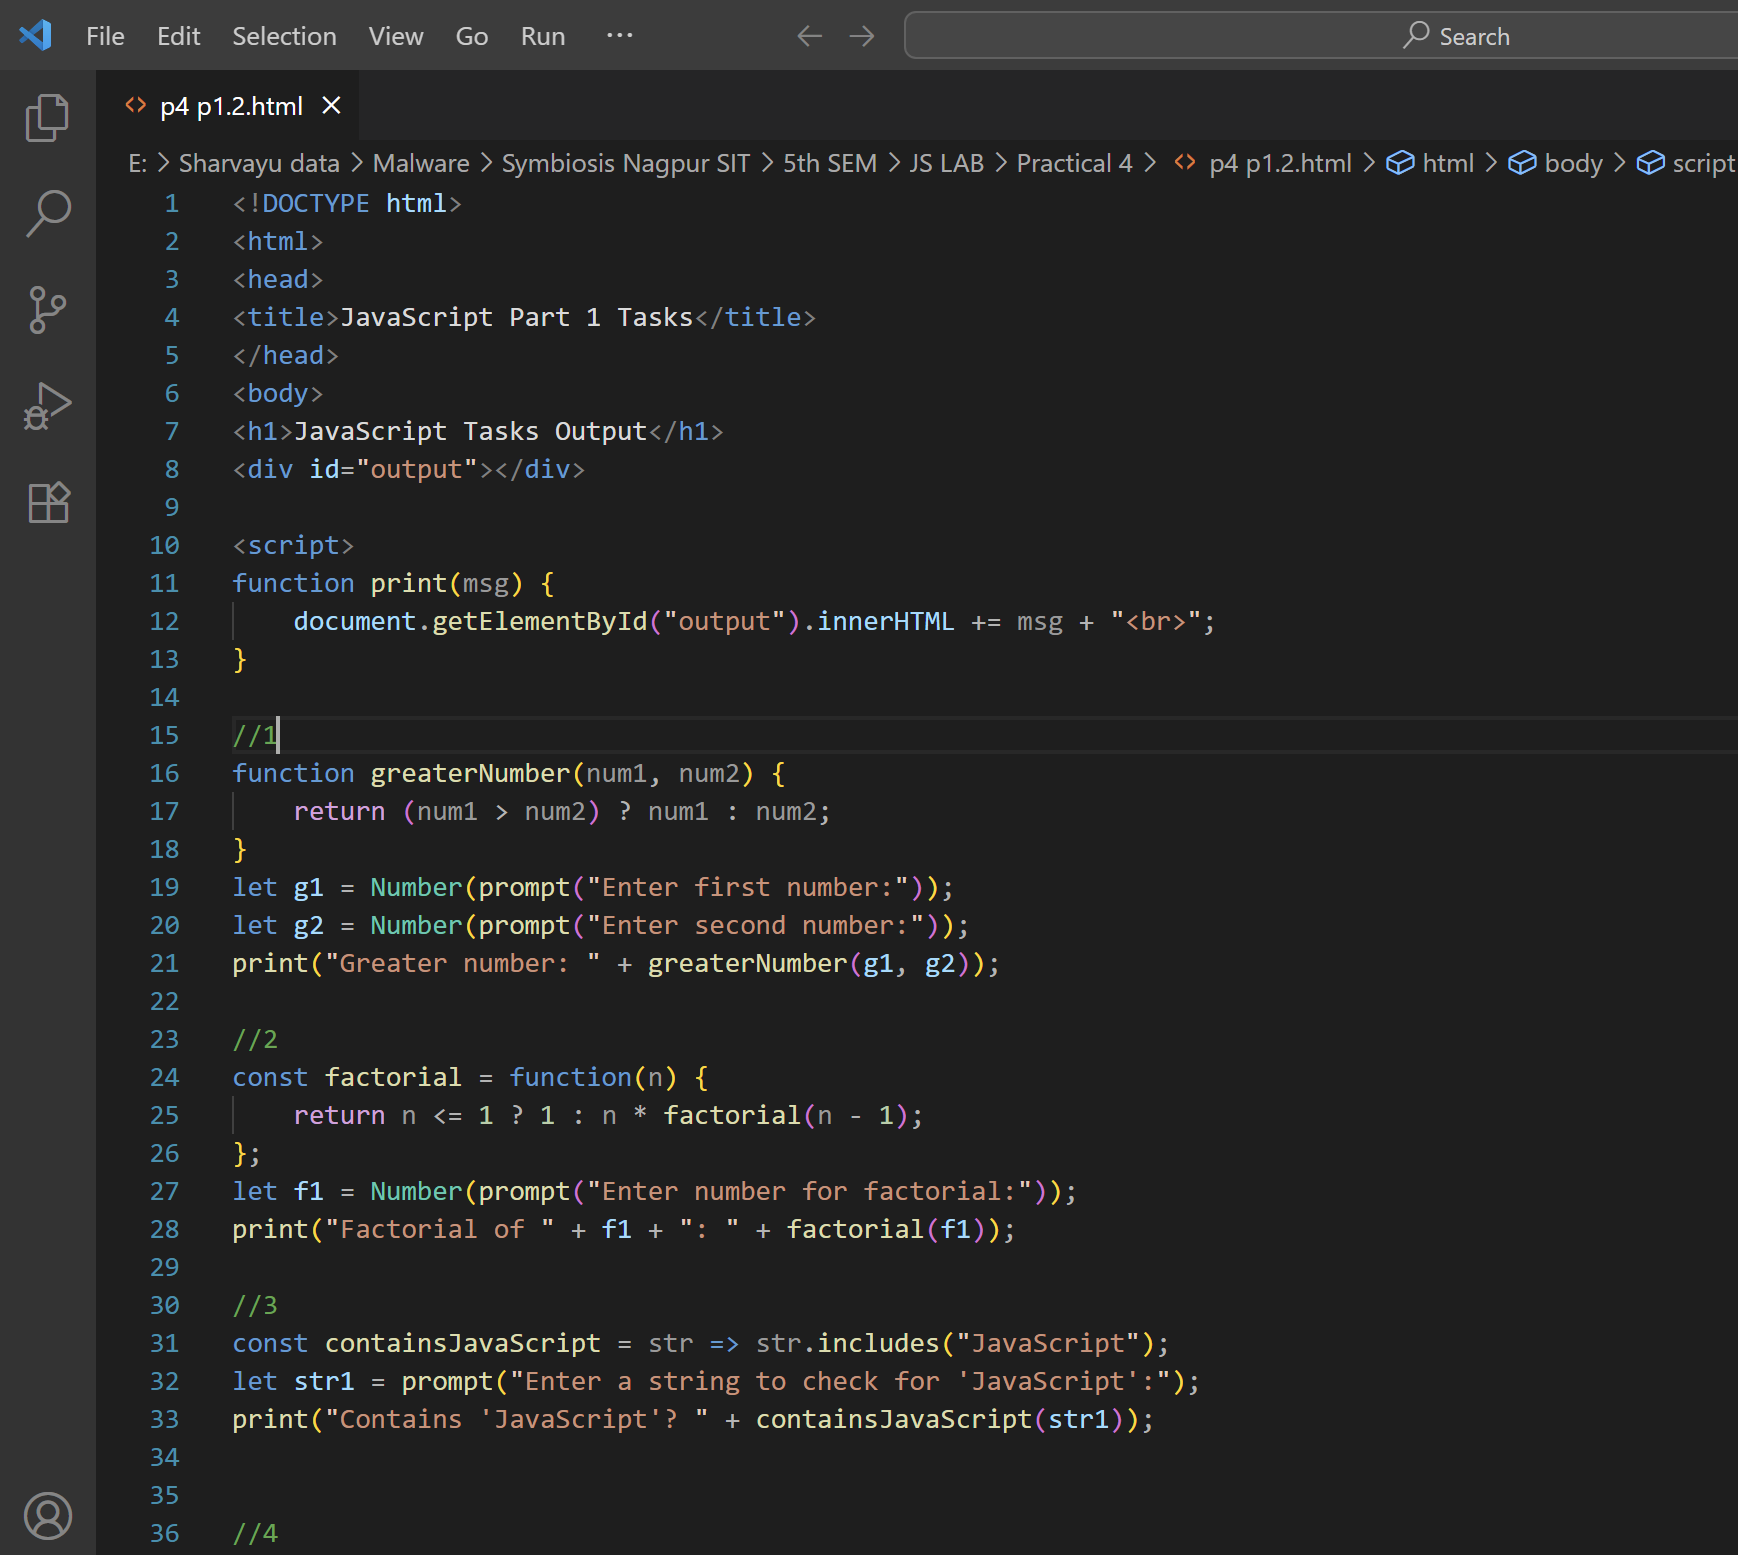 File Edit Selection View Go Run ··· Search
p4 p1.2.html
E: > Sharvayu data > Malware > Symbiosis Nagpur SIT > 5th SEM > JS LAB > Practical 4 > p4 p1.2.html > html > body > script
1 <!DOCTYPE html>
2 <html>
3 <head>
4 <title>JavaScript Part 1 Tasks</title>
5 </head>
6 <body>
7 <h1>JavaScript Tasks Output</h1>
8 <div id="output"></div>
9
10 <script>
11 function print(msg) {
12     document.getElementById("output").innerHTML += msg + "<br>";
13 }
14
15 //1
16 function greaterNumber(num1, num2) {
17     return (num1 > num2) ? num1 : num2;
18 }
19 let g1 = Number(prompt("Enter first number:"));
20 let g2 = Number(prompt("Enter second number:"));
21 print("Greater number: " + greaterNumber(g1, g2));
22
23 //2
24 const factorial = function(n) {
25     return n <= 1 ? 1 : n * factorial(n - 1);
26 };
27 let f1 = Number(prompt("Enter number for factorial:"));
28 print("Factorial of " + f1 + ": " + factorial(f1));
29
30 //3
31 const containsJavaScript = str => str.includes("JavaScript");
32 let str1 = prompt("Enter a string to check for 'JavaScript':");
33 print("Contains 'JavaScript'? " + containsJavaScript(str1));
34
35
36 //4